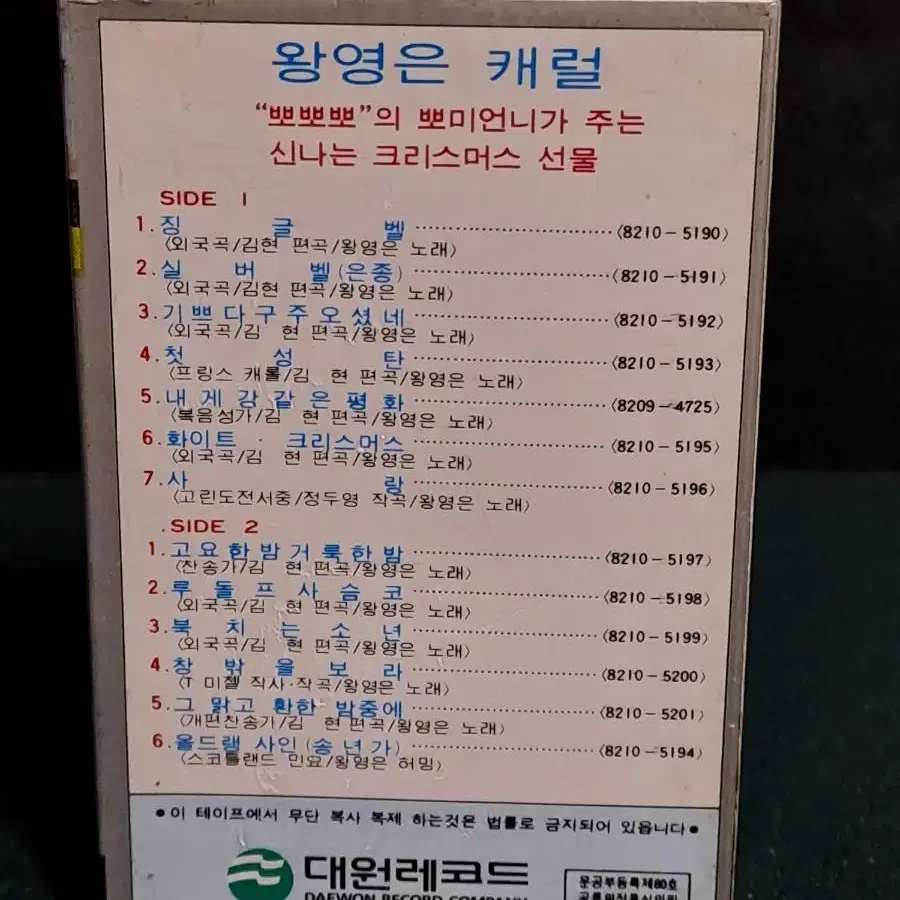 왕영은 캐럴
“뽀뽀뽀”의 뽀미언니가 주는
신나는 크리스머스 선물
SIDE 1
1. 징글벨 ⟨8210-5190⟩
⟨외국곡/김현 편곡/왕영은 노래⟩
2. 실버벨(은종) ⟨8210-5191⟩
⟨외국곡/김현 편곡/왕영은 노래⟩
3. 기쁘다구주오셨네 ⟨8210-5192⟩
⟨외국곡/김 현 편곡/왕영은 노래⟩
4. 첫성탄 ⟨8210-5193⟩
⟨프랑스 캐롤/김 현 편곡/왕영은 노래⟩
5. 내게강같은평화 ⟨8209-4725⟩
⟨복음성가/김 현 편곡/왕영은 노래⟩
6. 화이트·크리스머스 ⟨8210-5195⟩
⟨외국곡/김 현 편곡/왕영은 노래⟩
7. 사랑 ⟨8210-5196⟩
⟨고린도전서중/정두영 작곡/왕영은 노래⟩
SIDE 2
1. 고요한밤거룩한밤 ⟨8210-5197⟩
⟨찬송가/김 현 편곡/왕영은 노래⟩
2. 루돌프사슴코 ⟨8210-5198⟩
⟨외국곡/김 현 편곡/왕영은 노래⟩
3. 북치는소년 ⟨8210-5199⟩
⟨외국곡/김 현 편곡/왕영은 노래⟩
4. 창밖을보라 ⟨8210-5200⟩
⟨T 미첼 작사·작곡/왕영은 노래⟩
5. 그 맑고 환한 밤중에 ⟨8210-5201⟩
⟨개편찬송가/김 현 편곡/왕영은 노래⟩
6. 올드랭 사인(송년가) ⟨8210-5194⟩
⟨스코틀랜드 민요/왕영은 허밍⟩
●이 테이프에서 무단 복사 복제 하는것은 법률로 금지되어 있읍니다●
대원레코드
DAEWON RECORD COMPANY
문공부등록제80호